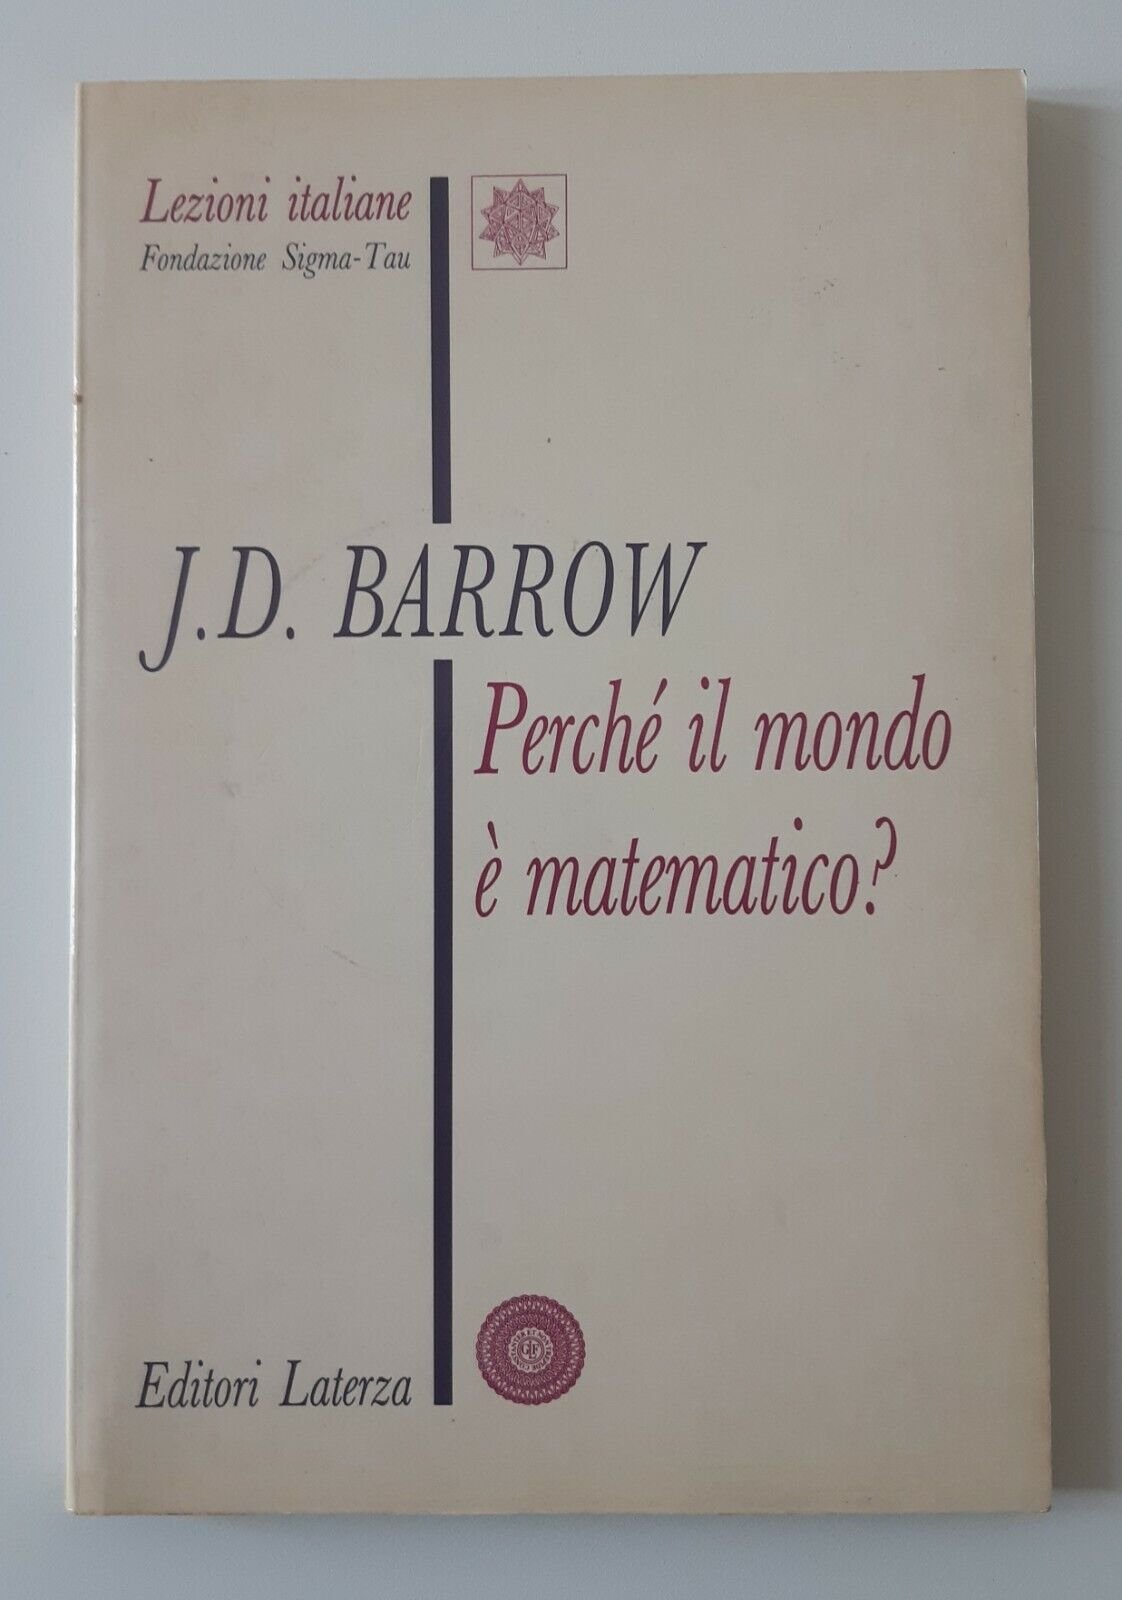 Lezioni italiane
Fondazione Sigma-Tau
J.D. BARROW
Perché il mondo
è matematico?
Editori Laterza